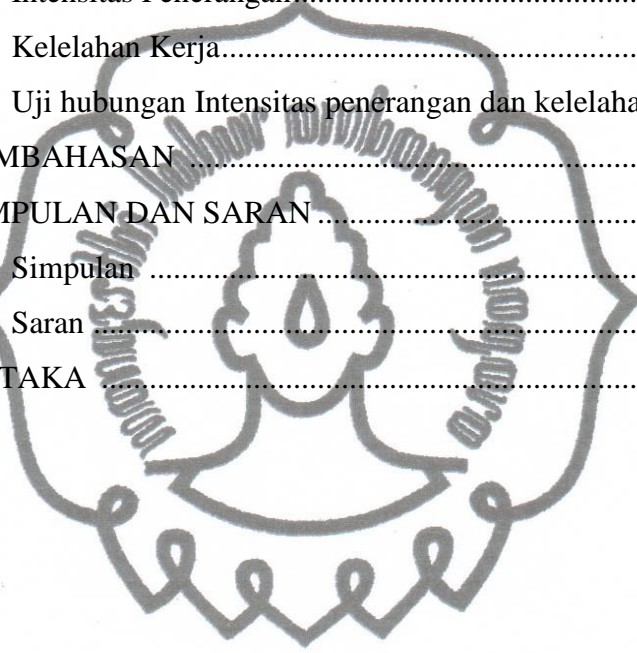 Intensitas Penerangan..............................................
Kelelahan Kerja.........................................................
Uji hubungan Intensitas penerangan dan kelelaha
MBAHASAN ............................................................
MPULAN DAN SARAN ............................................
Simpulan ..................................................................
Saran ........................................................................
TAKA ......................................................................